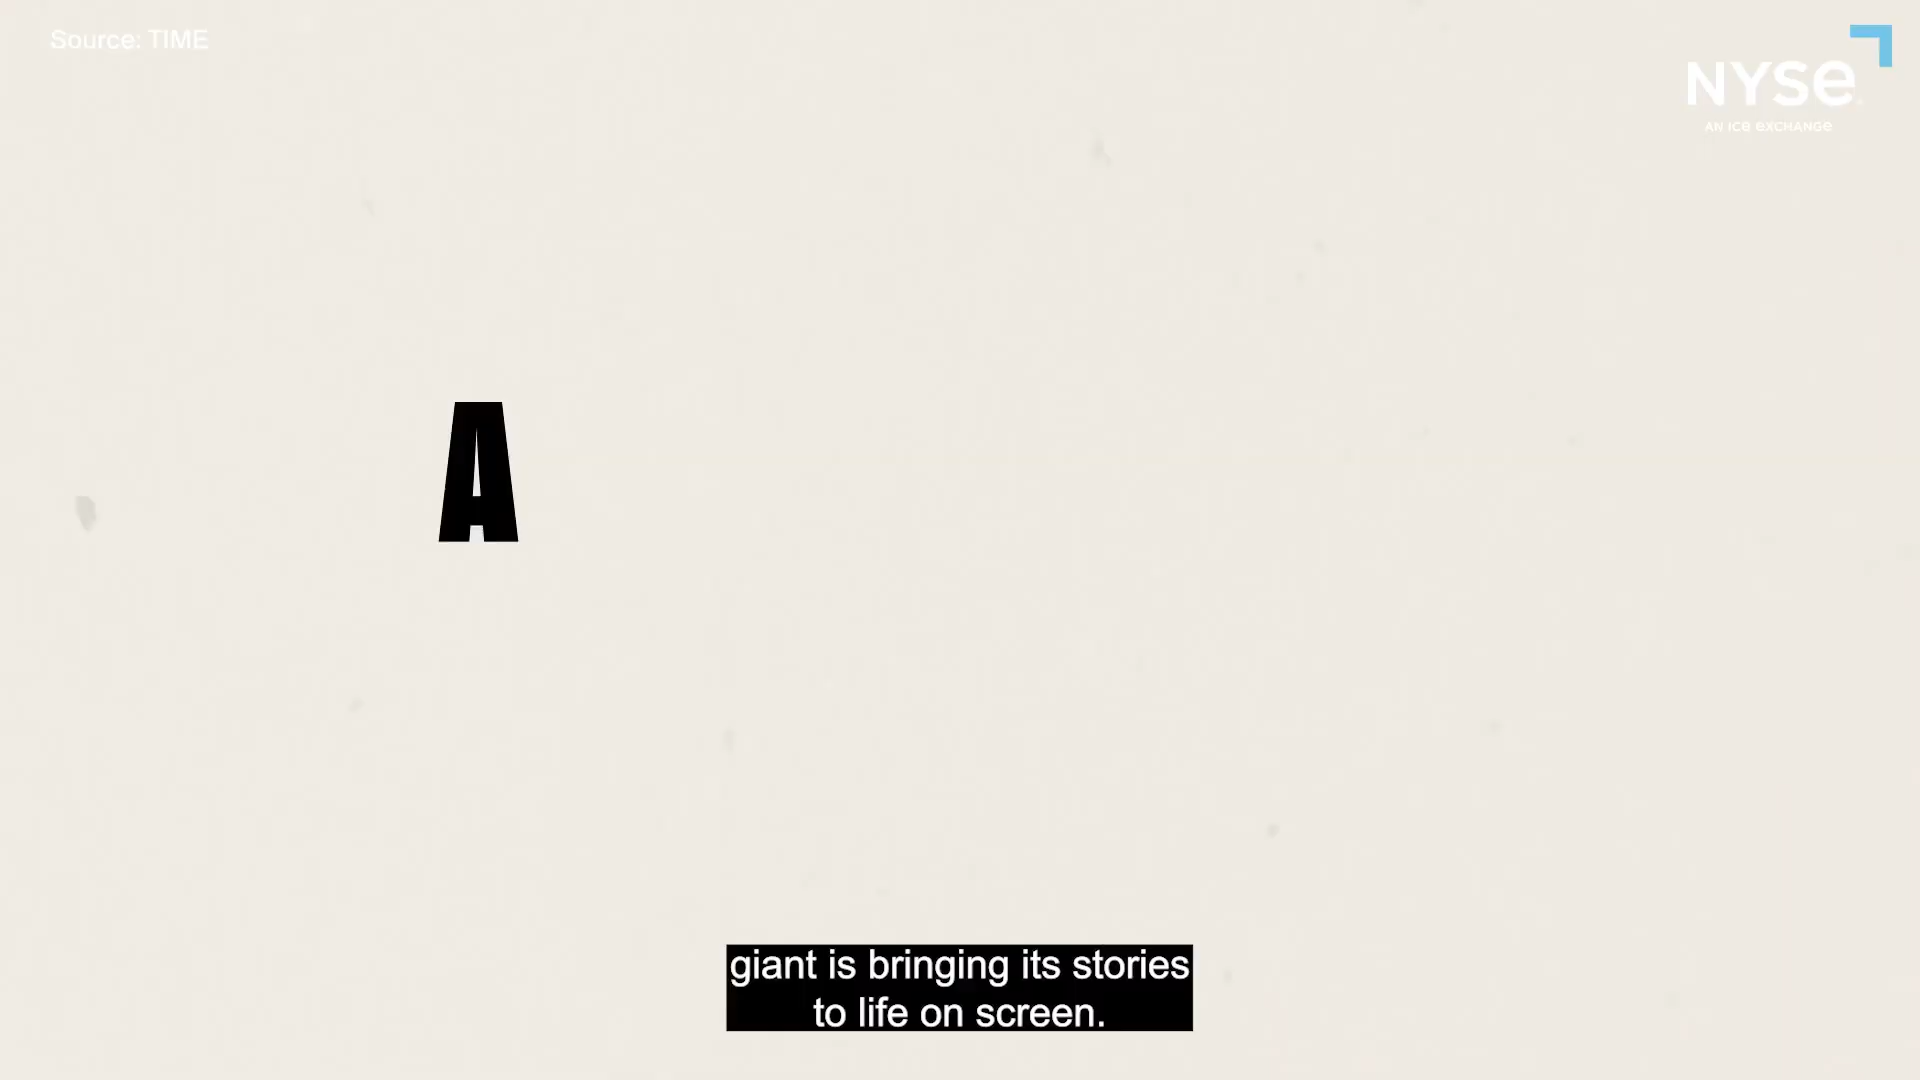 Source: TIME
NYSE
AN ICE EXCHANGE
A
giant is bringing its stories
to life on screen.